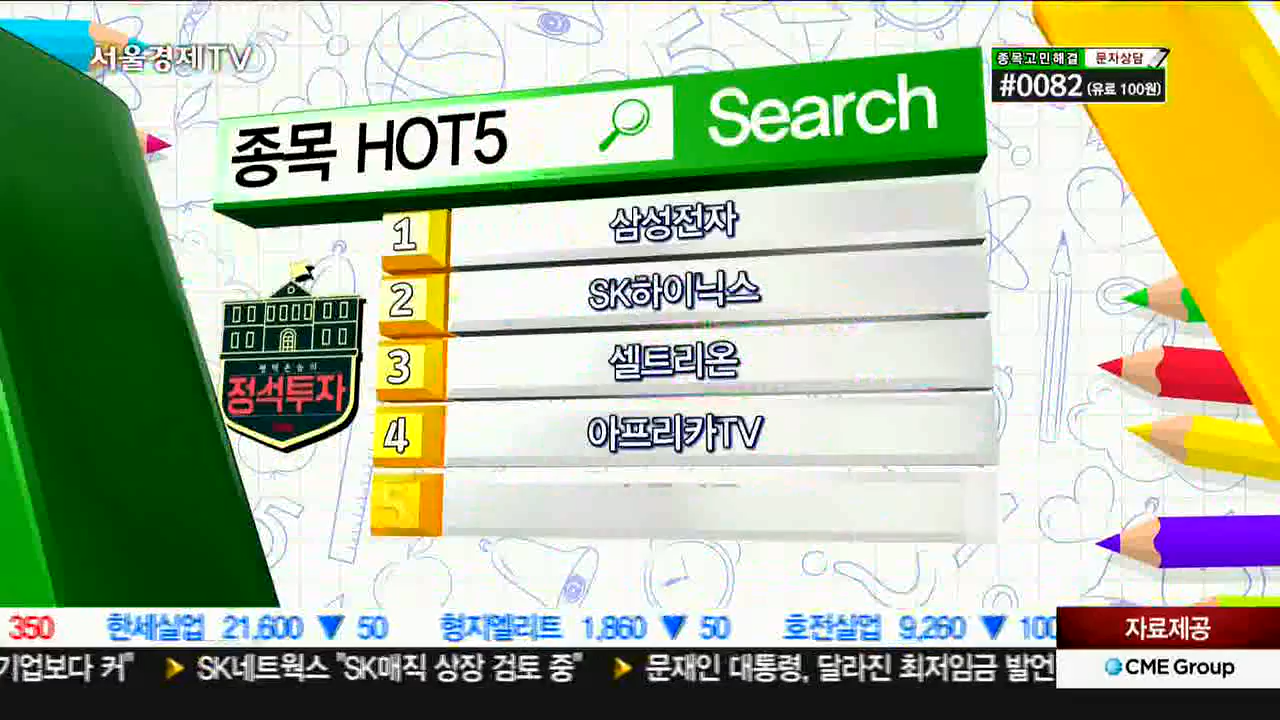 서울경제TV
종목고민해결 문자상담
#0082 (유료 100원)
종목 HOT5 Search
1 삼성전자
2 SK하이닉스
3 셀트리온
4 아프리카TV
5
정석투자
350 한세실업 21,600 ▼ 50 형지엘리트 1,860 ▼ 50 호전실업 9,260 ▼ 100
자료제공
기업보다 커" ▶ SK네트웍스 "SK매직 상장 검토 중" ▶ 문재인 대통령, 달라진 최저임금 발언
CME Group